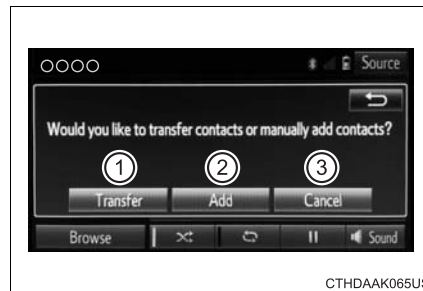 OOOO Source
Would you like to transfer contacts or manually add contacts?
1 2 3
Transfer Add Cancel
Browse Sound
CTHDAAK065US